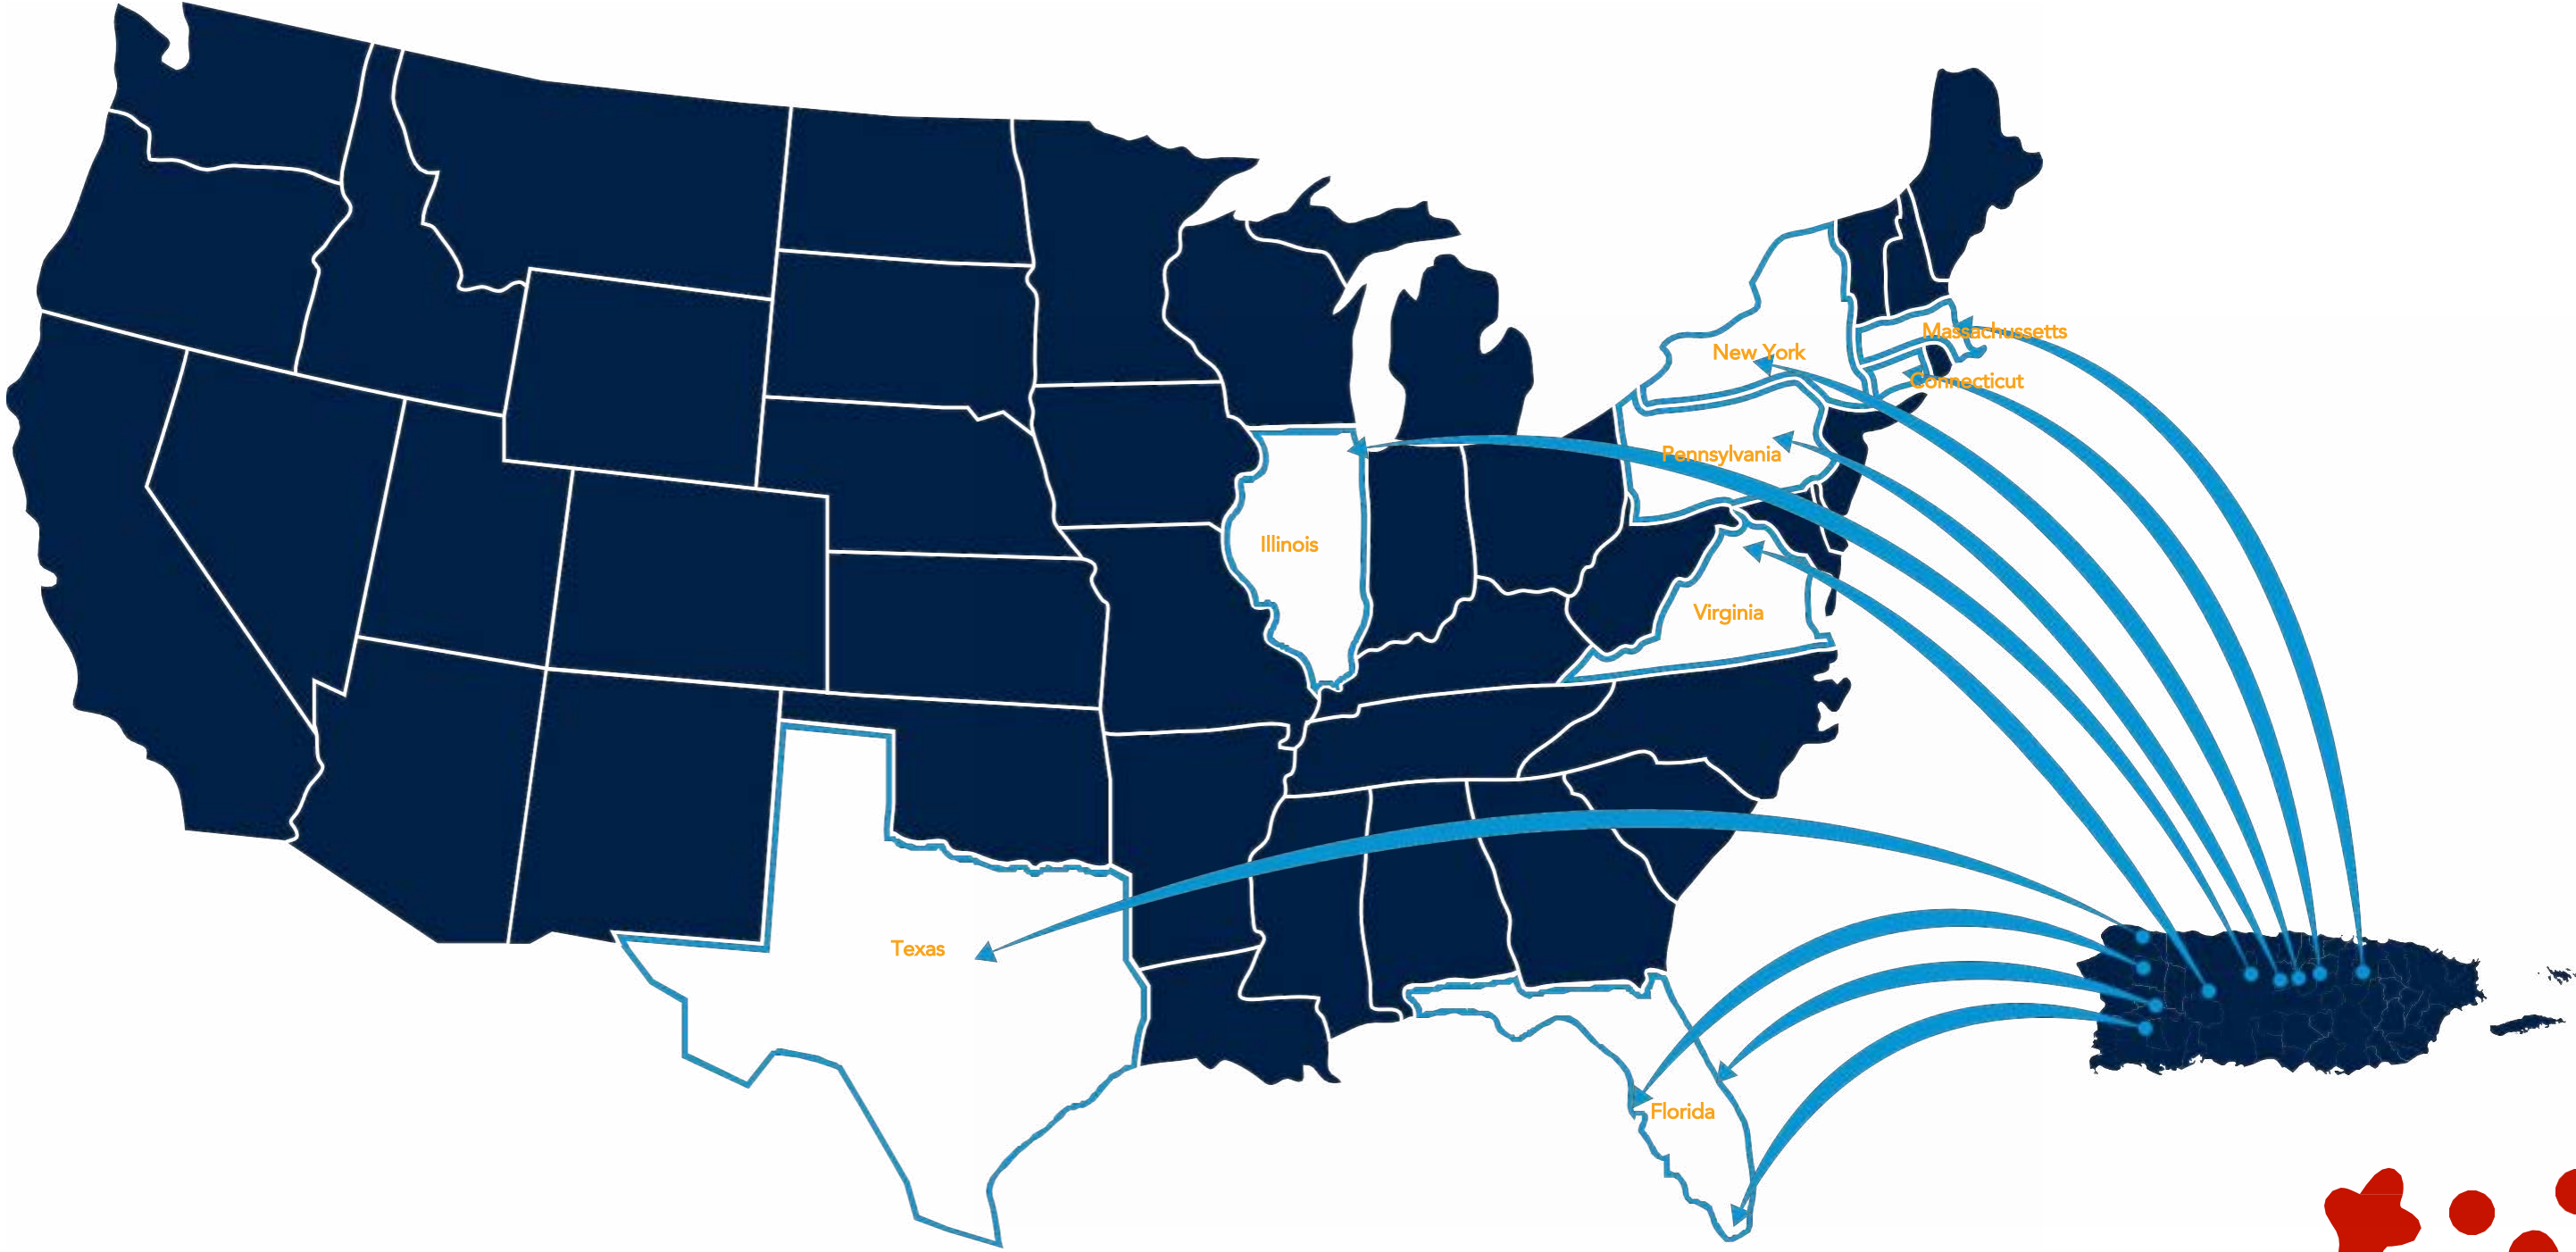 Massachussetts
New York
Connecticut
Pennsylvania
Illinois
Virginia
Texas
Florida